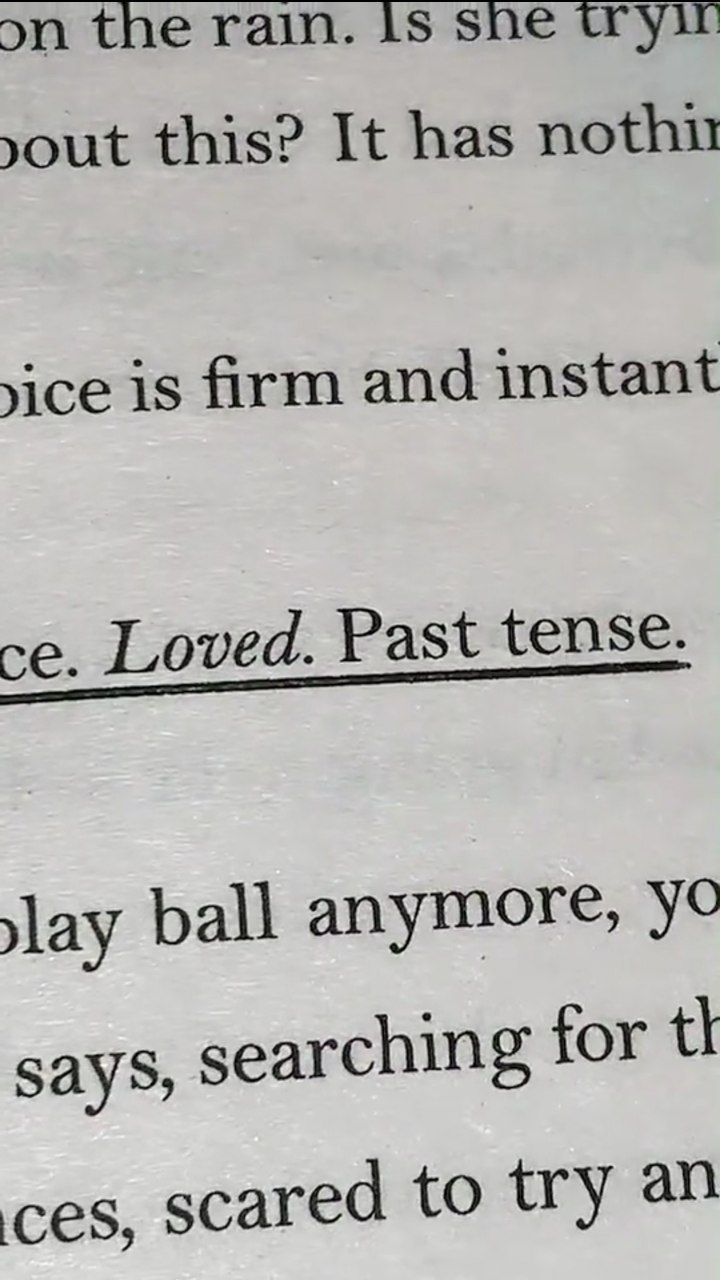 on the rain. Is she tryin
bout this? It has nothin
oice is firm and instant
ce. Loved. Past tense.
play ball anymore, yo
says, searching for th
nces, scared to try an